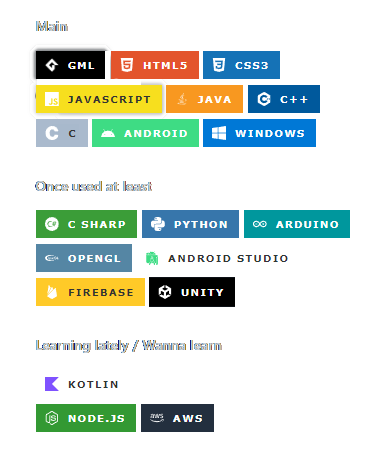 Main
GML HTML5 CSS3
JS JAVASCRIPT JAVA C++
C ANDROID WINDOWS
Once used at least
C SHARP PYTHON ARDUINO
OPENGL ANDROID STUDIO
FIREBASE UNITY
Learning lately / Wanna learn
KOTLIN
NODE.JS aws AWS